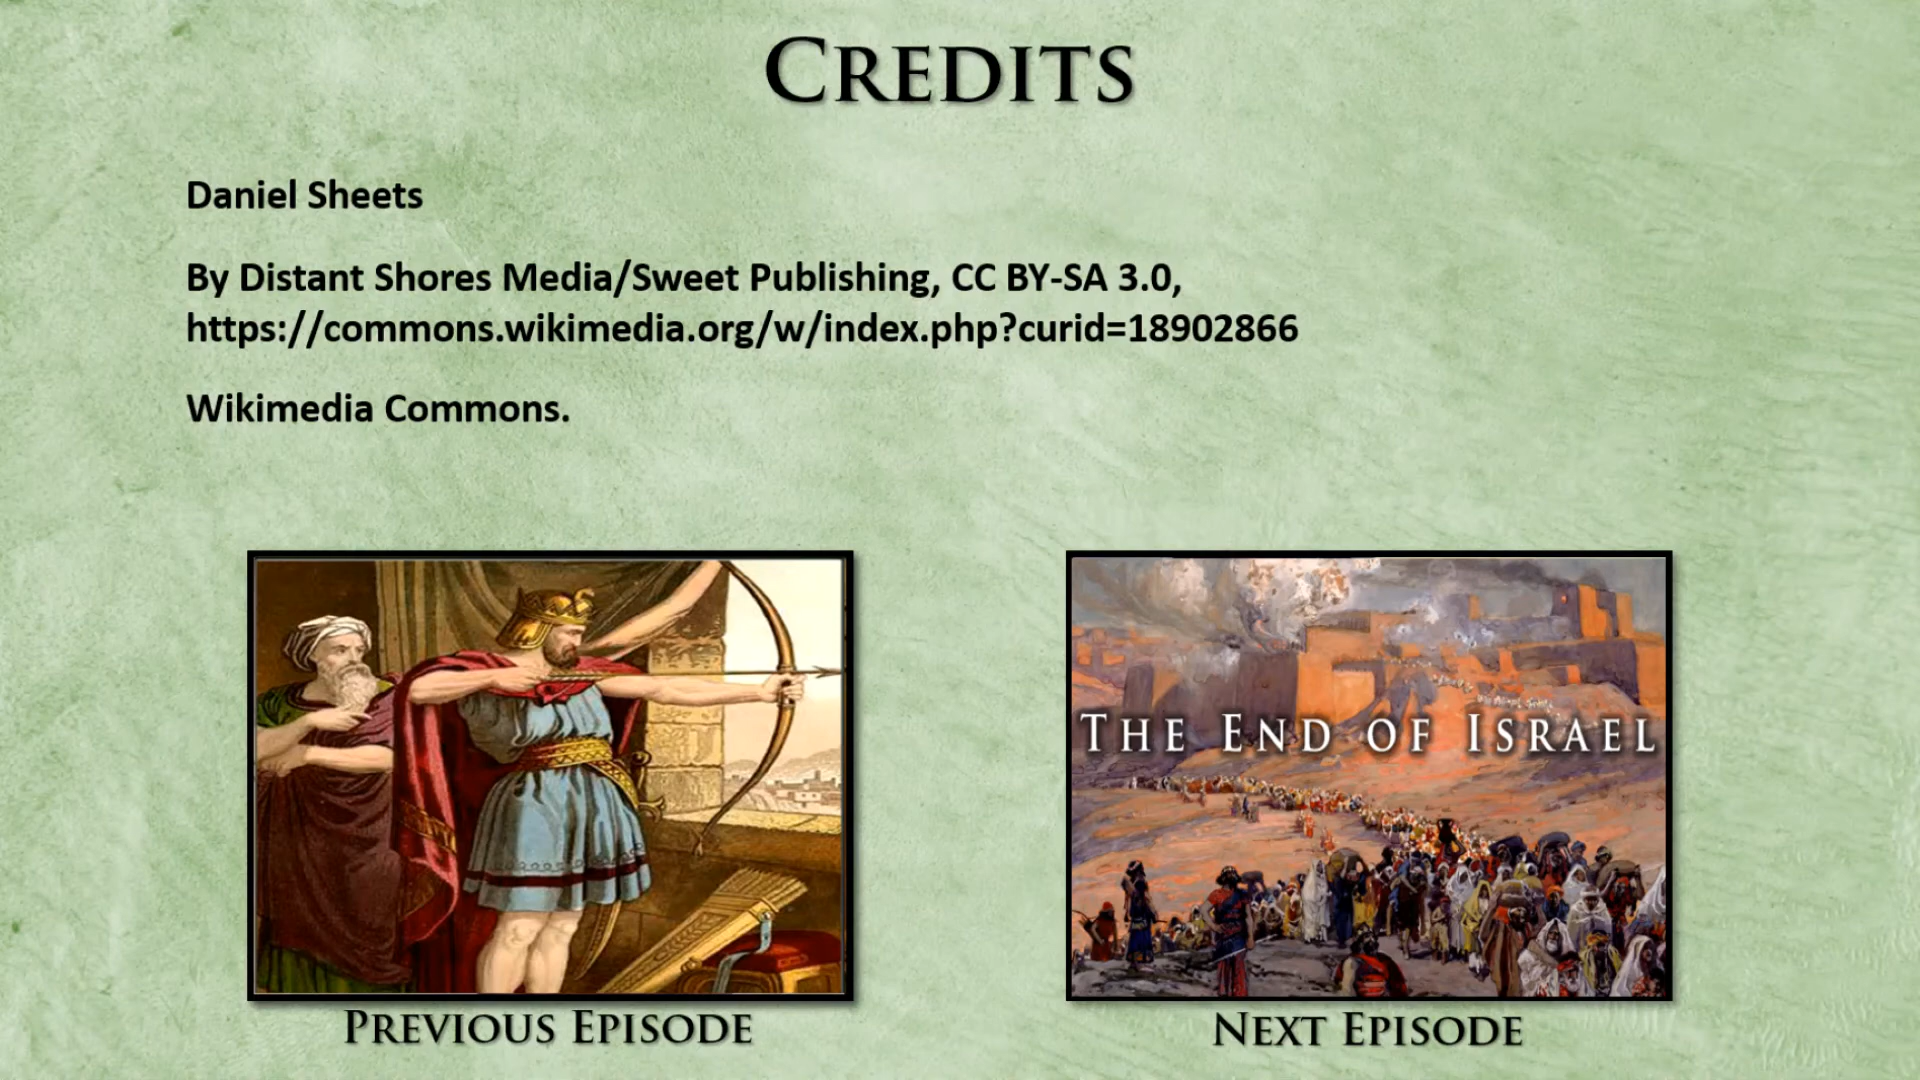 CREDITS
Daniel Sheets
By Distant Shores Media/Sweet Publishing, CC BY-SA 3.0,
https://commons.wikimedia.org/w/index.php?curid=18902866
Wikimedia Commons.
THE END OF ISRAEL
PREVIOUS EPISODE
NEXT EPISODE